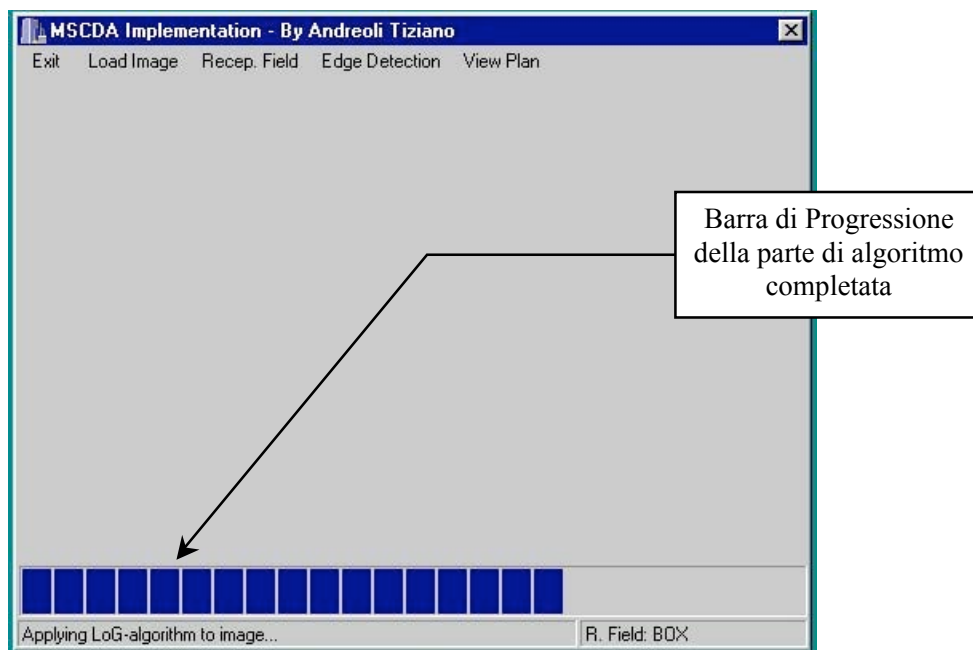 MSCDA Implementation - By Andreoli Tiziano
Exit Load Image Recep. Field Edge Detection View Plan
Barra di Progressione
della parte di algoritmo
completata
Applying LoG-algorithm to image... R. Field: BOX